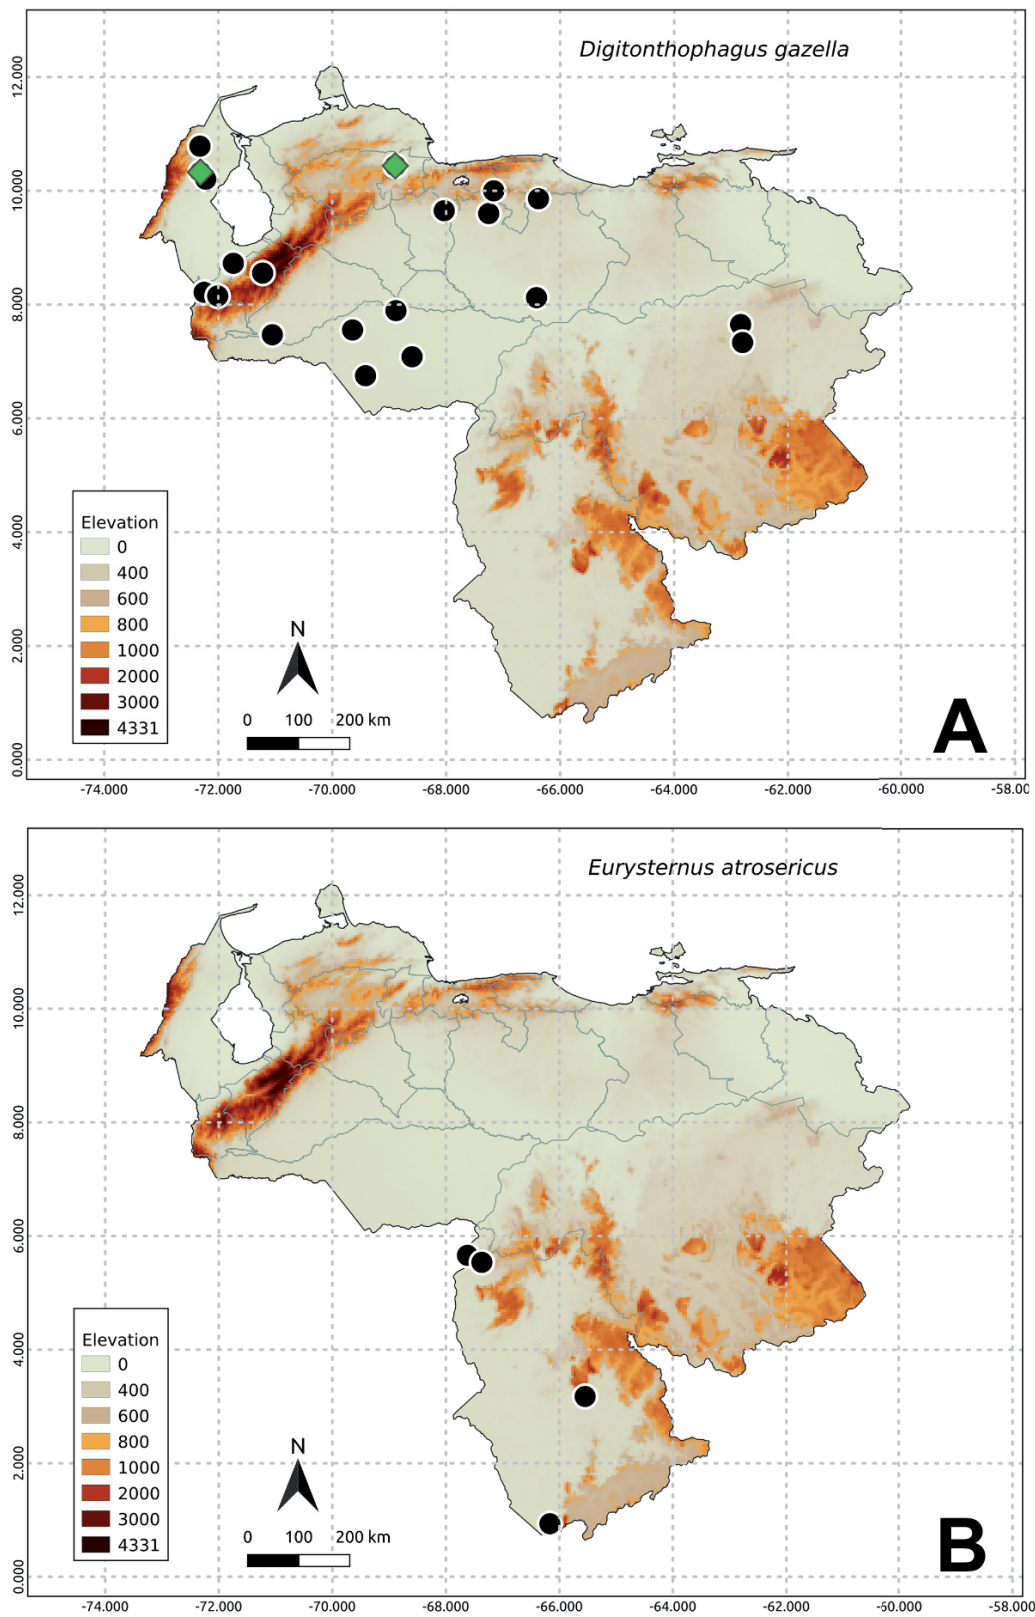 Digitonthophagus gazella
12.000
10.000
8.000
6.000
4.000
2.000
0.000
Elevation
0
400
600
800
1000
2000
3000
4331
N
0 100 200 km
A
-74.000 -72.000 -70.000 -68.000 -66.000 -64.000 -62.000 -60.000 -58.00
Eurysternus atrosericus
12.000
10.000
8.000
6.000
4.000
2.000
0.000
Elevation
0
400
600
800
1000
2000
3000
4331
N
0 100 200 km
B
-74.000 -72.000 -70.000 -68.000 -66.000 -64.000 -62.000 -60.000 -58.000